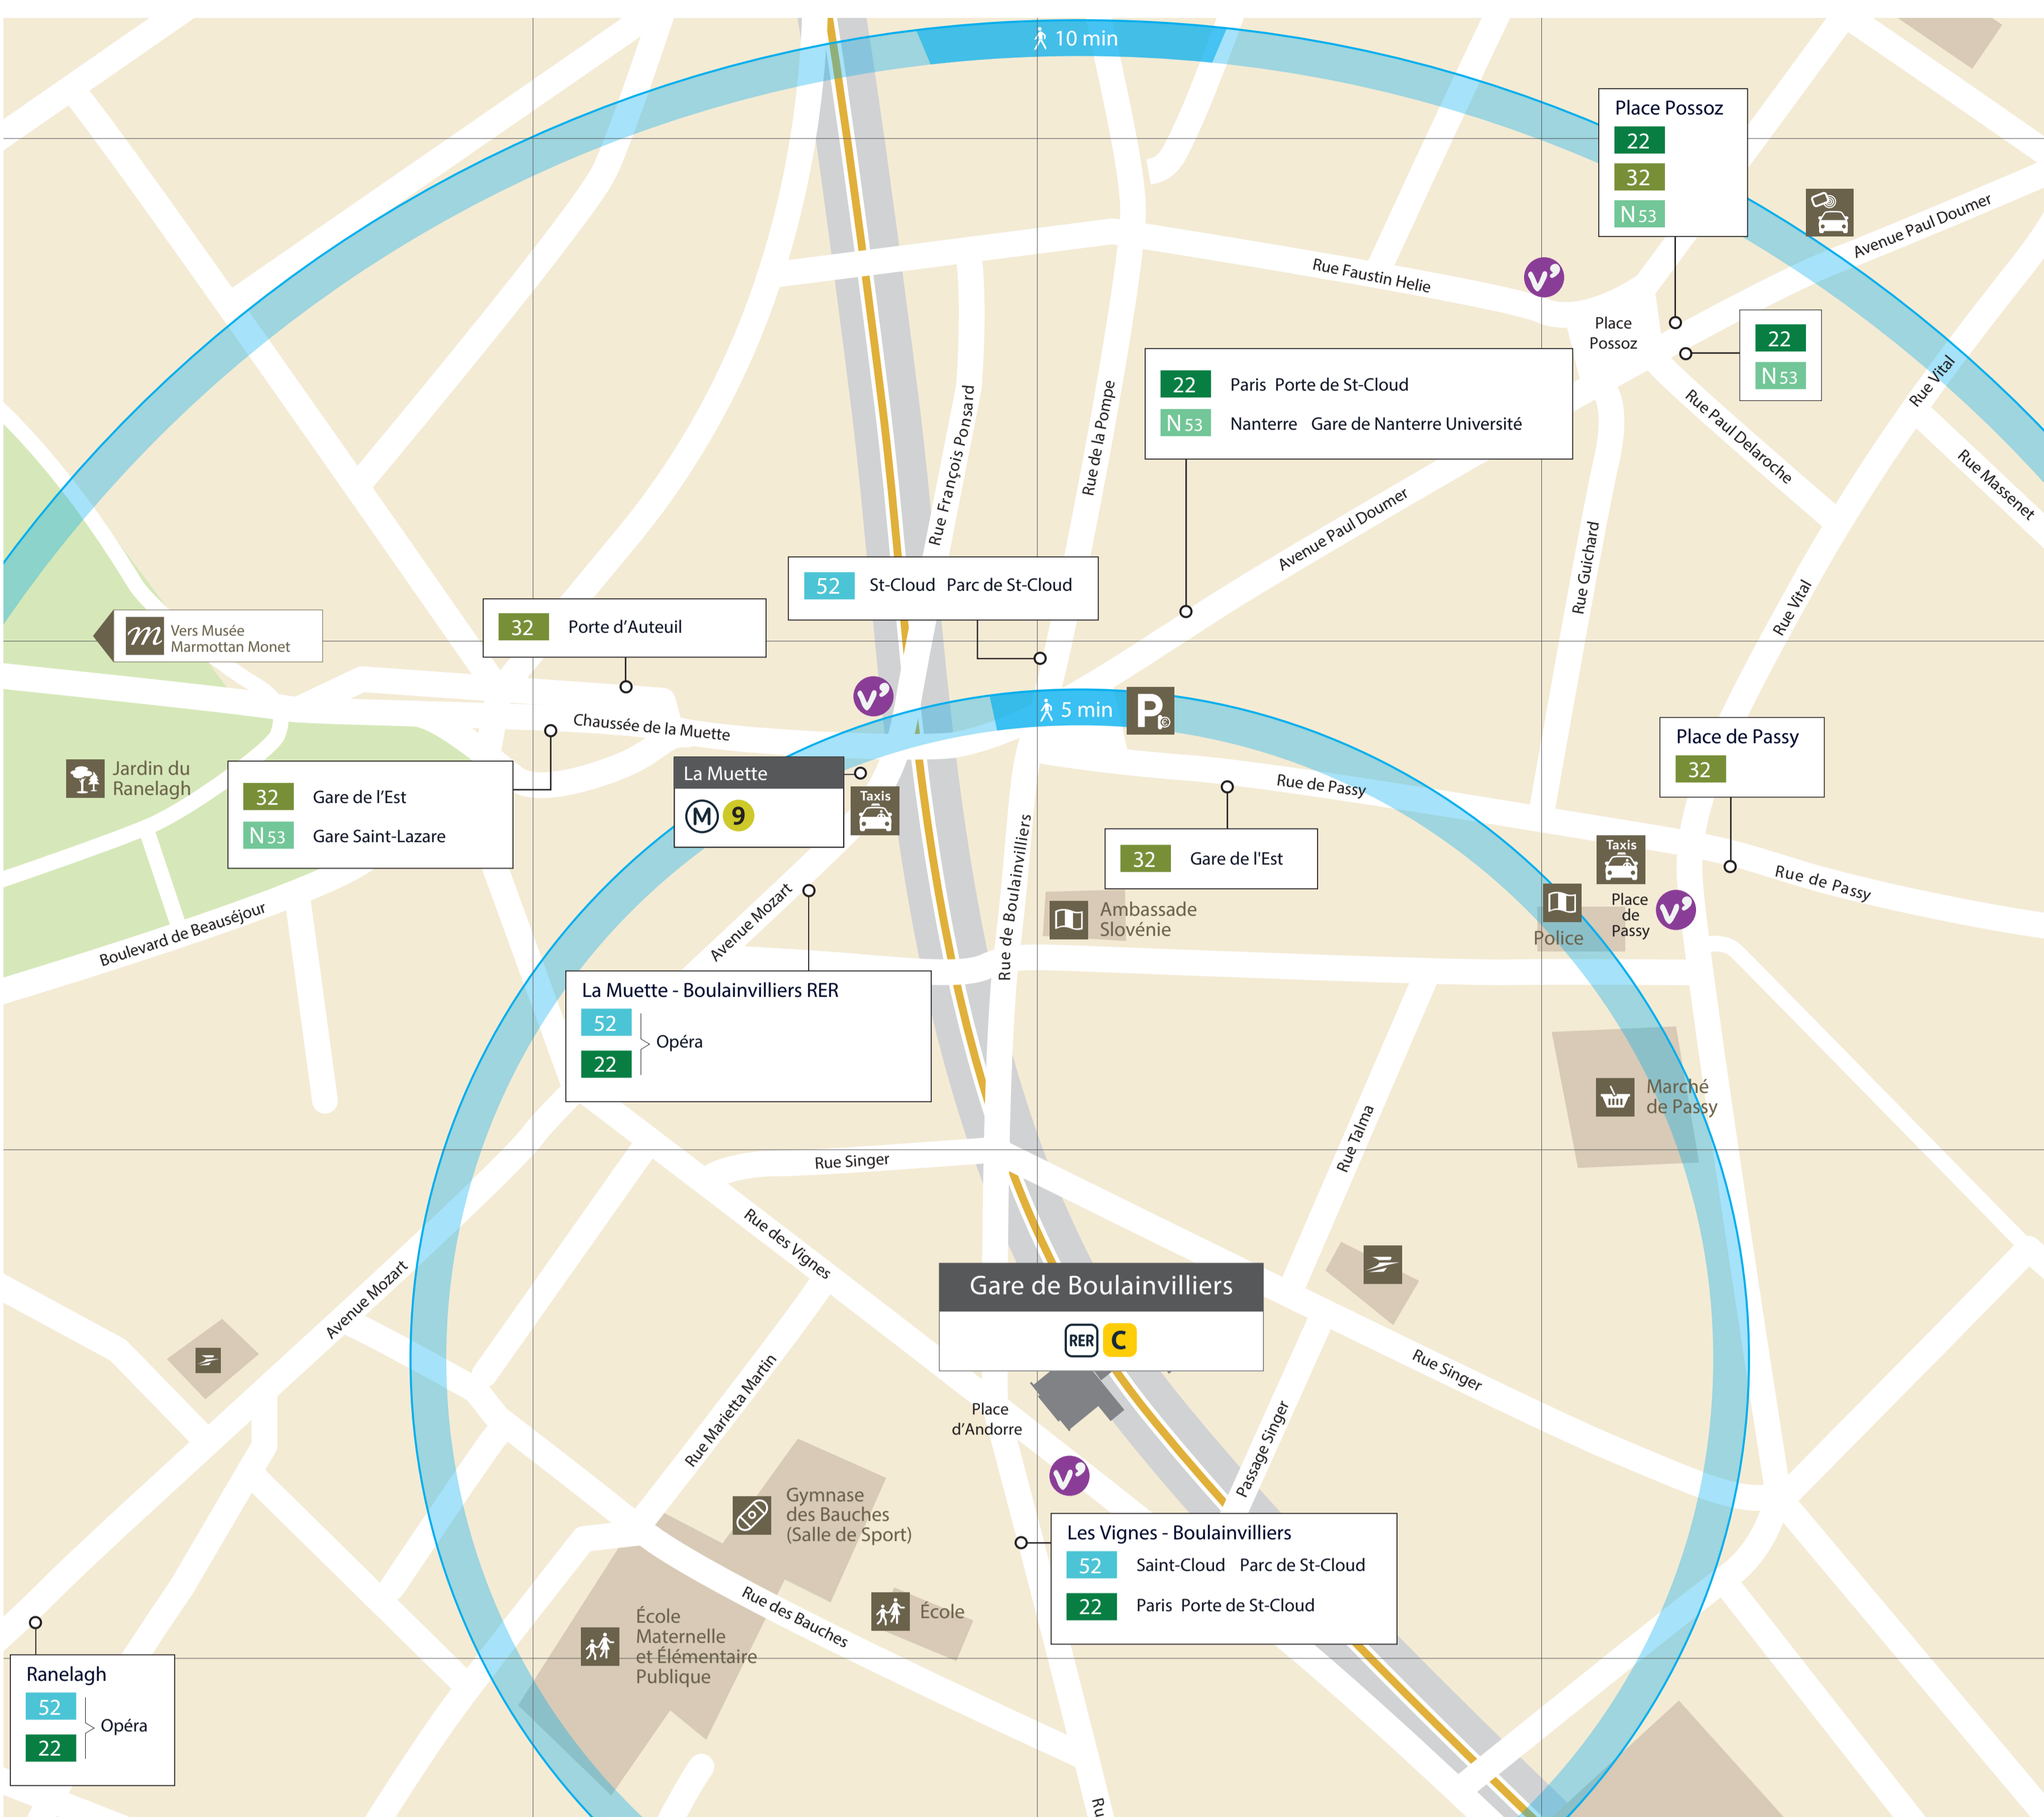 10 min
Place Possoz
22
32
N 53
Avenue Paul Doumer
Rue Faustin Helie
v'
Place
Possoz
22
N 53
22 Paris Porte de St-Cloud
N 53 Nanterre Gare de Nanterre Université
Rue Vital
Rue Paul Delaroche
Rue Massenet
Rue François Ponsard
Rue de la Pompe
Avenue Paul Doumer
Rue Guichard
Rue Vital
52 St-Cloud Parc de St-Cloud
32 Porte d'Auteuil
m Vers Musée
Marmottan Monet
v'
5 min
P
Chaussée de la Muette
Place de Passy
32
Jardin du
Ranelagh
32 Gare de l'Est
N 53 Gare Saint-Lazare
La Muette
M 9
Taxis
Rue de Passy
32 Gare de l'Est
Taxis
Place
de
Passy
v'
Rue de Passy
Police
Rue de Boulainvilliers
Ambassade
Slovénie
Boulevard de Beauséjour
Avenue Mozart
La Muette - Boulainvilliers RER
52
22
Opéra
Marché
de Passy
Rue Talma
Rue Singer
Rue des Vignes
Avenue Mozart
Gare de Boulainvilliers
RER C
Rue Singer
Rue Marietta Martin
Place
d'Andorre
Passage Singer
v'
Gymnase
des Bauches
(Salle de Sport)
Les Vignes - Boulainvilliers
52 Saint-Cloud Parc de St-Cloud
22 Paris Porte de St-Cloud
Rue des Bauches
École
École
Maternelle
et Élémentaire
Publique
Ranelagh
52
22
Opéra
Ru